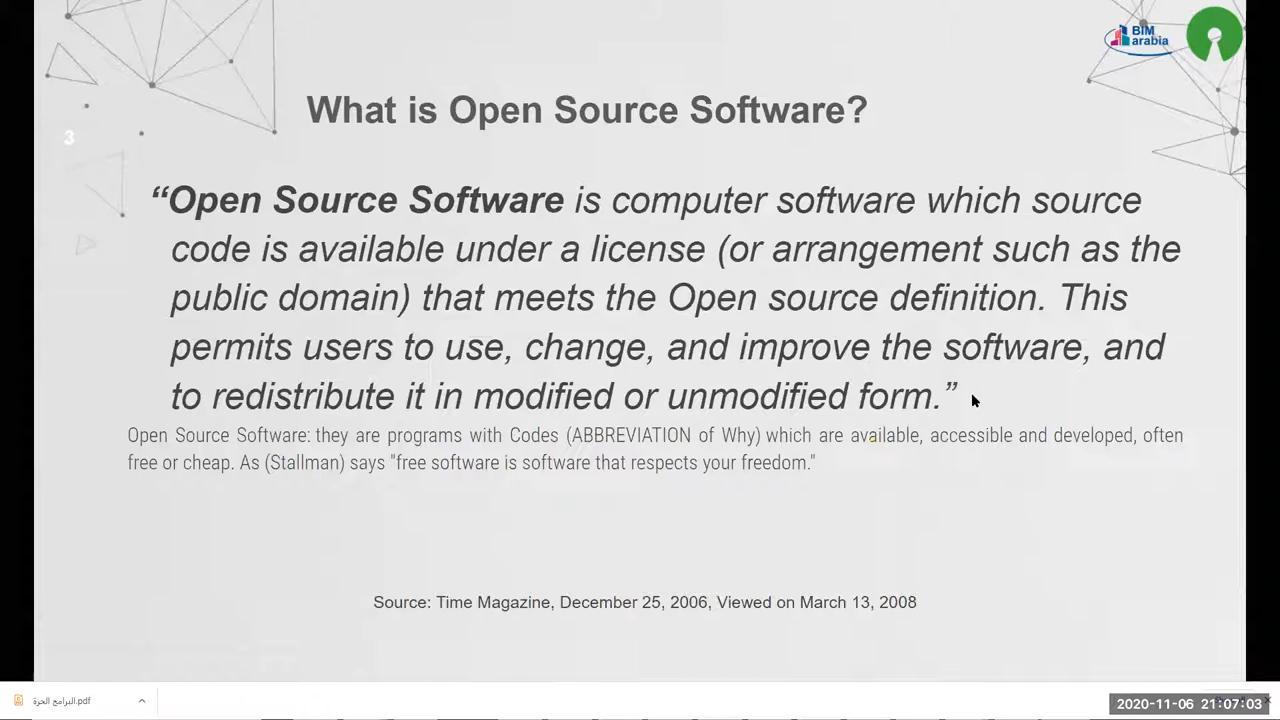 BIM
arabia
What is Open Source Software?
3
“Open Source Software is computer software which source
code is available under a license (or arrangement such as the
public domain) that meets the Open source definition. This
permits users to use, change, and improve the software, and
to redistribute it in modified or unmodified form.”
Open Source Software: they are programs with Codes (ABBREVIATION of Why) which are available, accessible and developed, often
free or cheap. As (Stallman) says "free software is software that respects your freedom."
Source: Time Magazine, December 25, 2006, Viewed on March 13, 2008
البرامج الحرة.pdf
2020-11-06 21:07:03